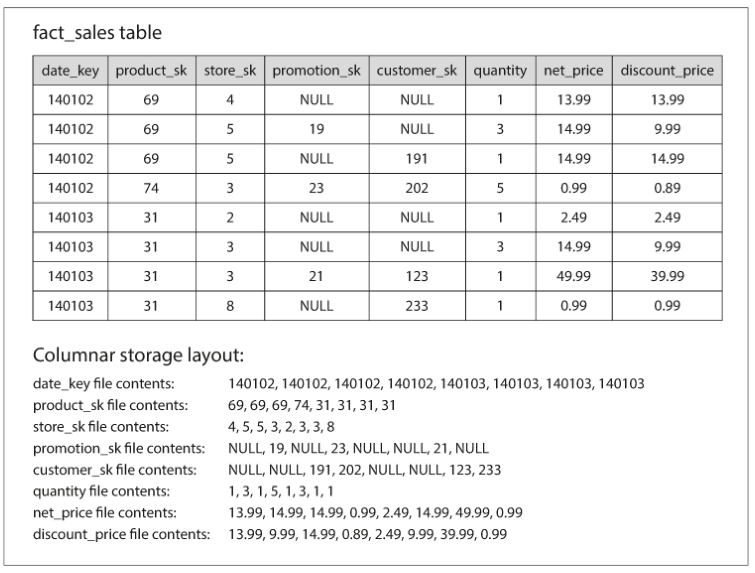 fact_sales table
date_key product_sk store_sk promotion_sk customer_sk quantity net_price discount_price
140102 69 4 NULL NULL 1 13.99 13.99
140102 69 5 19 NULL 3 14.99 9.99
140102 69 5 NULL 191 1 14.99 14.99
140102 74 3 23 202 5 0.99 0.89
140103 31 2 NULL NULL 1 2.49 2.49
140103 31 3 NULL NULL 3 14.99 9.99
140103 31 3 21 123 1 49.99 39.99
140103 31 8 NULL 233 1 0.99 0.99
Columnar storage layout:
date_key file contents: 140102, 140102, 140102, 140102, 140103, 140103, 140103, 140103
product_sk file contents: 69, 69, 69, 74, 31, 31, 31, 31
store_sk file contents: 4, 5, 5, 3, 2, 3, 3, 8
promotion_sk file contents: NULL, 19, NULL, 23, NULL, NULL, 21, NULL
customer_sk file contents: NULL, NULL, 191, 202, NULL, NULL, 123, 233
quantity file contents: 1, 3, 1, 5, 1, 3, 1, 1
net_price file contents: 13.99, 14.99, 14.99, 0.99, 2.49, 14.99, 49.99, 0.99
discount_price file contents: 13.99, 9.99, 14.99, 0.89, 2.49, 9.99, 39.99, 0.99